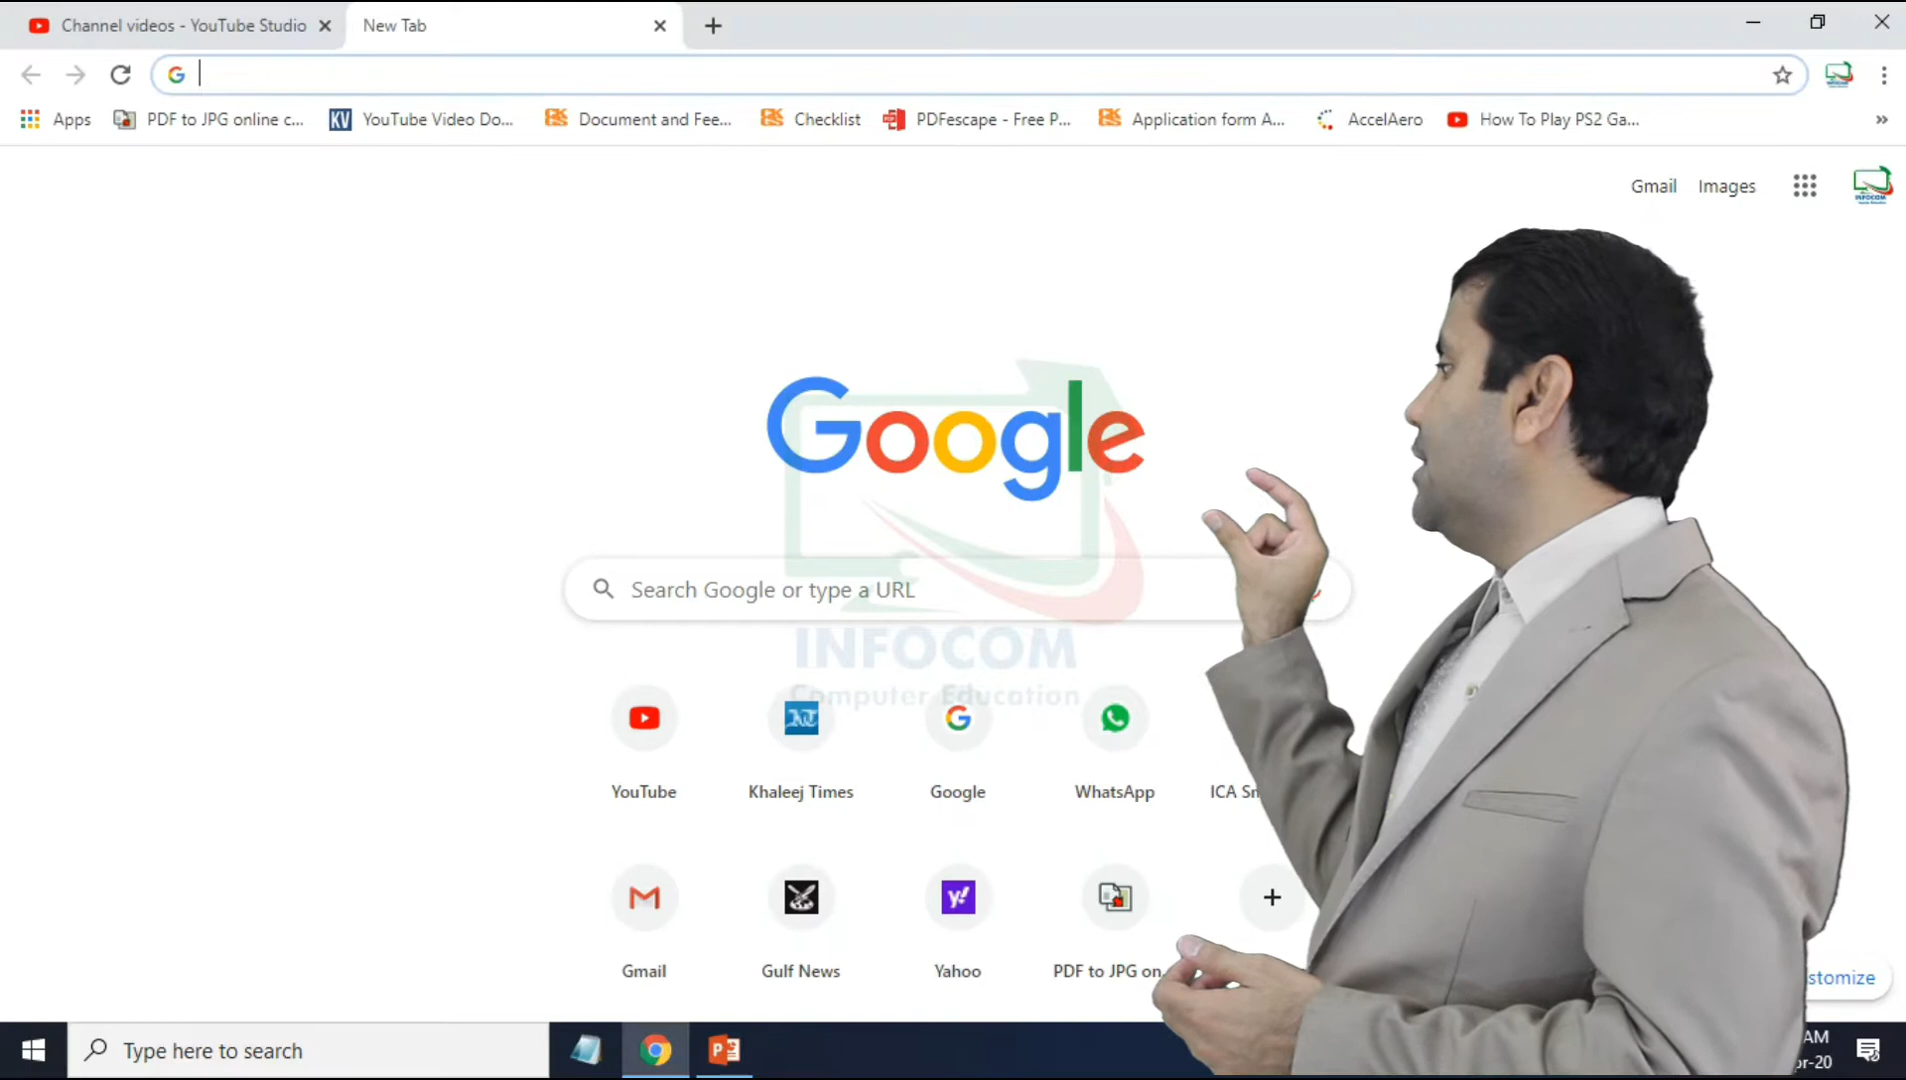 Channel videos - YouTube Studio
New Tab
Apps
PDF to JPG online c...
KV
YouTube Video Do...
Document and Fee...
Checklist
PDFescape - Free P...
Application form A...
AccelAero
How To Play PS2 Ga...
Gmail
Images
INFOCOM
Google
Search Google or type a URL
INFOCOM
Computer Education
YouTube
Khaleej Times
Google
WhatsApp
ICA
Gmail
Gulf News
Yahoo
PDF to JPG on
stomize
Type here to search
AM
-20